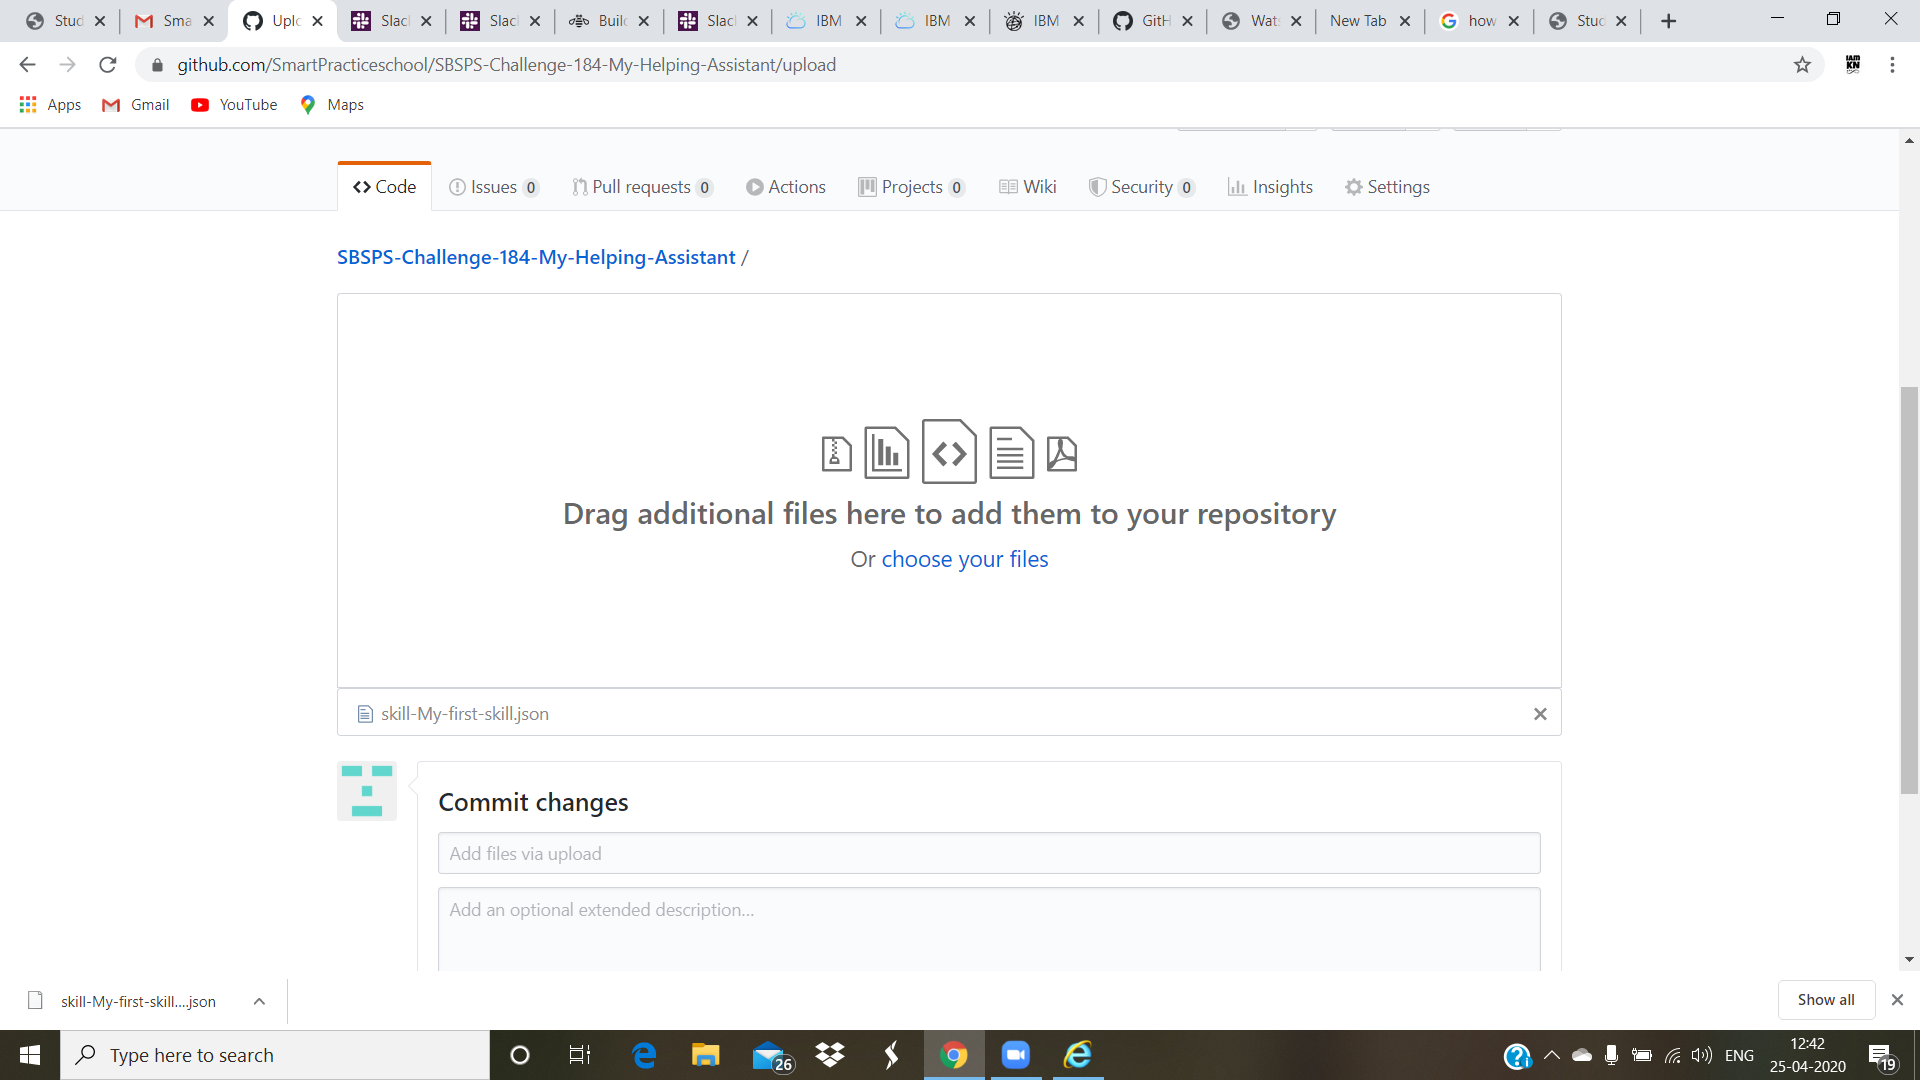 Stud
Sma
Uplo
Slac
Slac
Build
Slac
IBM
IBM
IBM
GitH
Wats
New Tab
how
Stud
github.com/SmartPracticeschool/SBSPS-Challenge-184-My-Helping-Assistant/upload
IAM
KN
Apps Gmail YouTube Maps
Code Issues 0 Pull requests 0 Actions Projects 0 Wiki Security 0 Insights Settings
SBSPS-Challenge-184-My-Helping-Assistant /
Drag additional files here to add them to your repository
Or choose your files
skill-My-first-skill.json
Commit changes
Add files via upload
Add an optional extended description...
skill-My-first-skill....json
Show all
Type here to search
26
ENG
12:42
25-04-2020
19